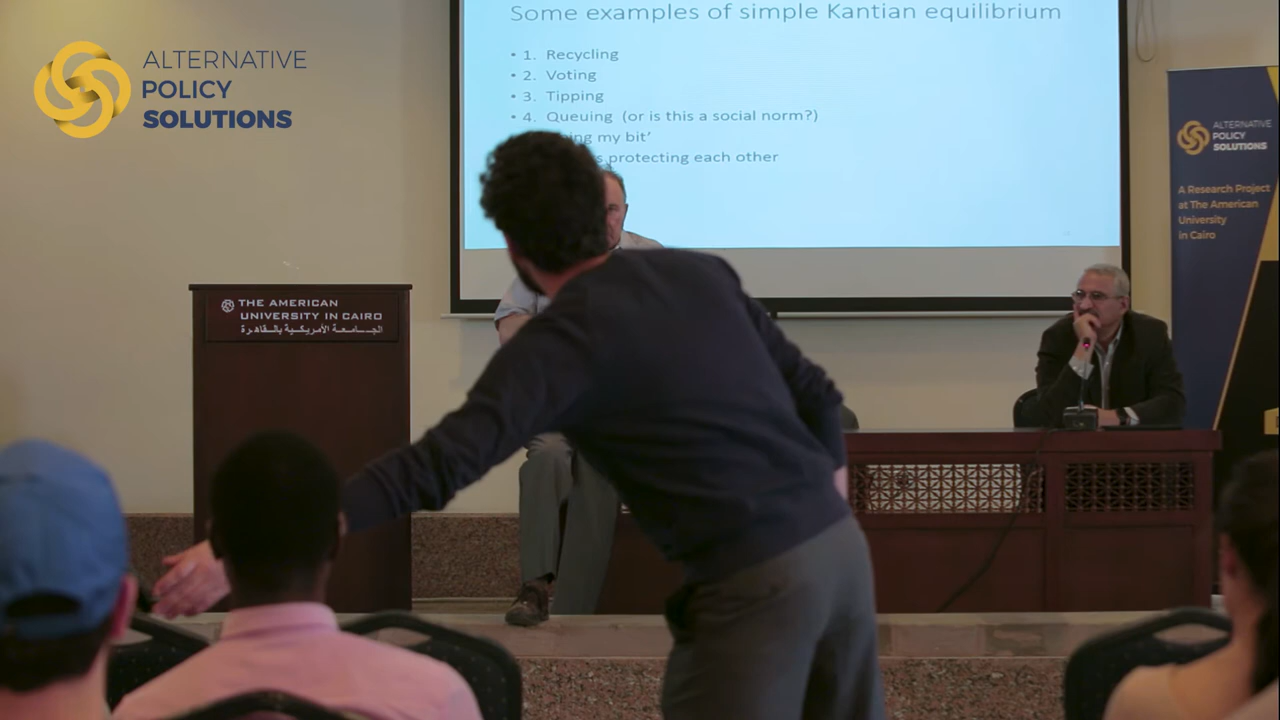 ALTERNATIVE
POLICY
SOLUTIONS
Some examples of simple Kantian equilibrium
• 1. Recycling
• 2. Voting
• 3. Tipping
• 4. Queuing (or is this a social norm?)
my bit’
protecting each other
ALTERNATIVE
POLICY
SOLUTIONS
A Research Project
at The American
University
in Cairo
THE AMERICAN
UNIVERSITY IN CAIRO
الجامعة الأمريكية بالقاهرة